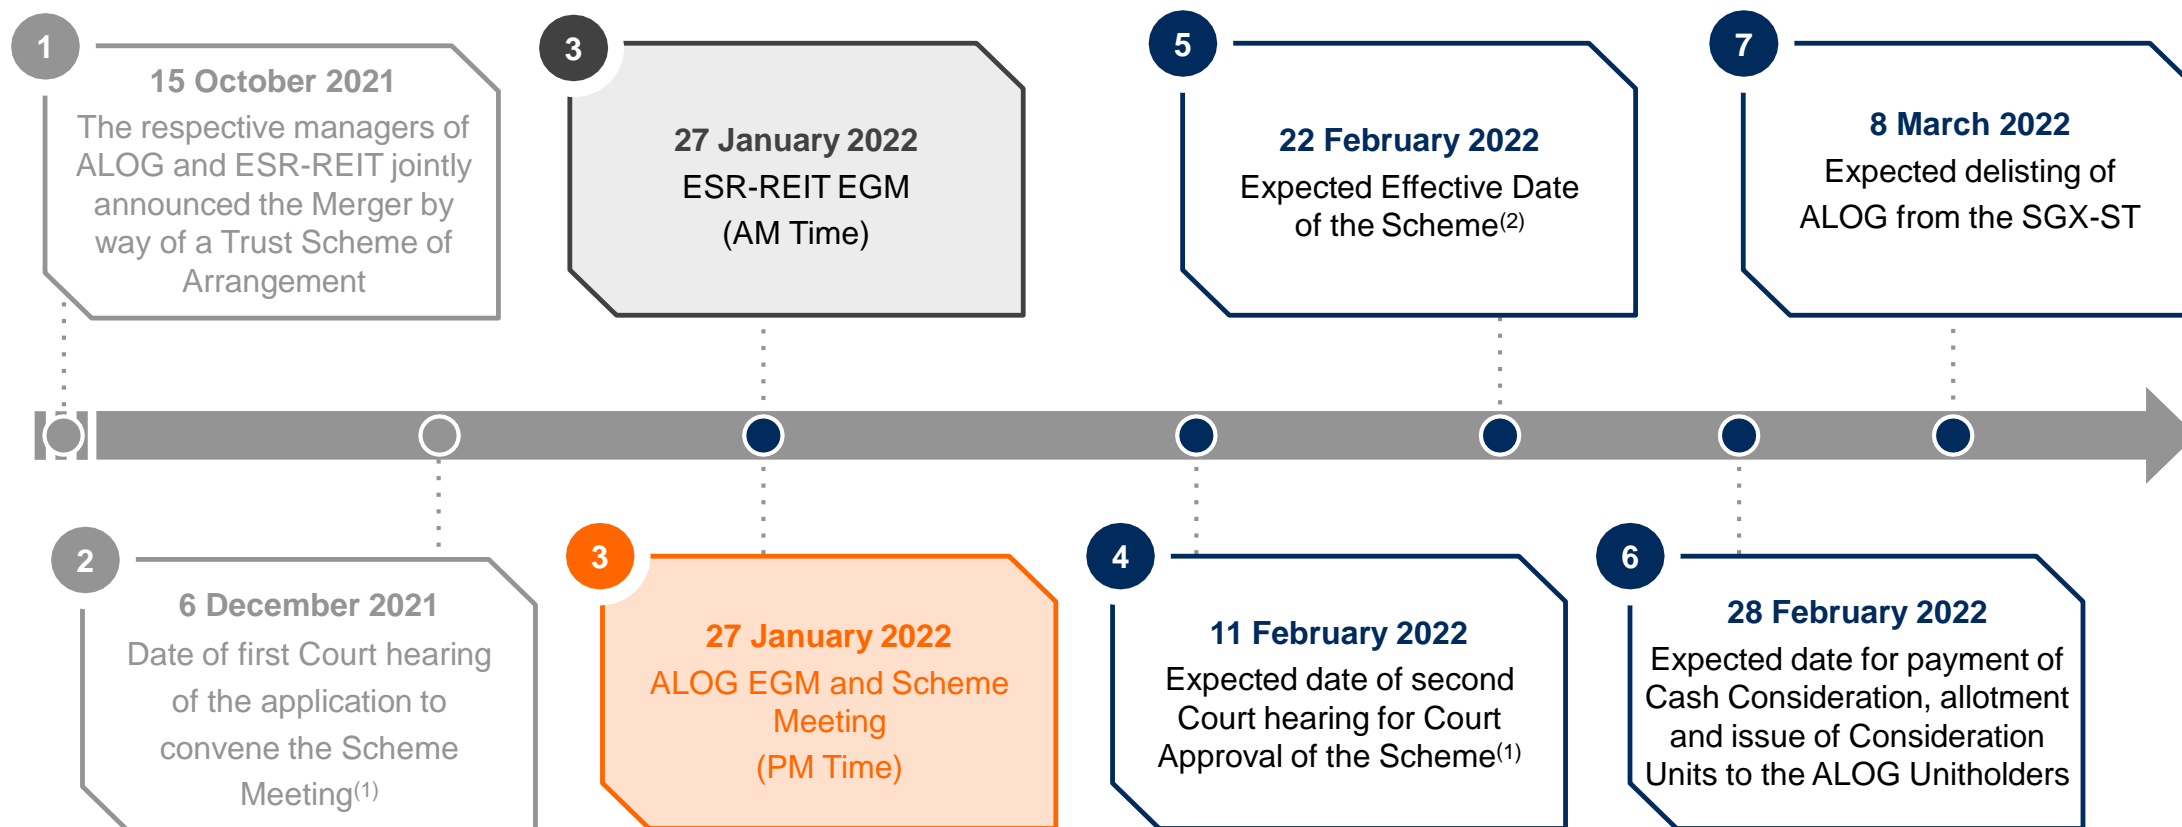 1
15 October 2021
The respective managers of
ALOG and ESR-REIT jointly
announced the Merger by
way of a Trust Scheme of
Arrangement
3
27 January 2022
ESR-REIT EGM
(AM Time)
5
22 February 2022
Expected Effective Date
of the Scheme(2)
7
8 March 2022
Expected delisting of
ALOG from the SGX-ST
2
6 December 2021
Date of first Court hearing
of the application to
convene the Scheme
Meeting(1)
3
27 January 2022
ALOG EGM and Scheme
Meeting
(PM Time)
4
11 February 2022
Expected date of second
Court hearing for Court
Approval of the Scheme(1)
6
28 February 2022
Expected date for payment of
Cash Consideration, allotment
and issue of Consideration
Units to the ALOG Unitholders